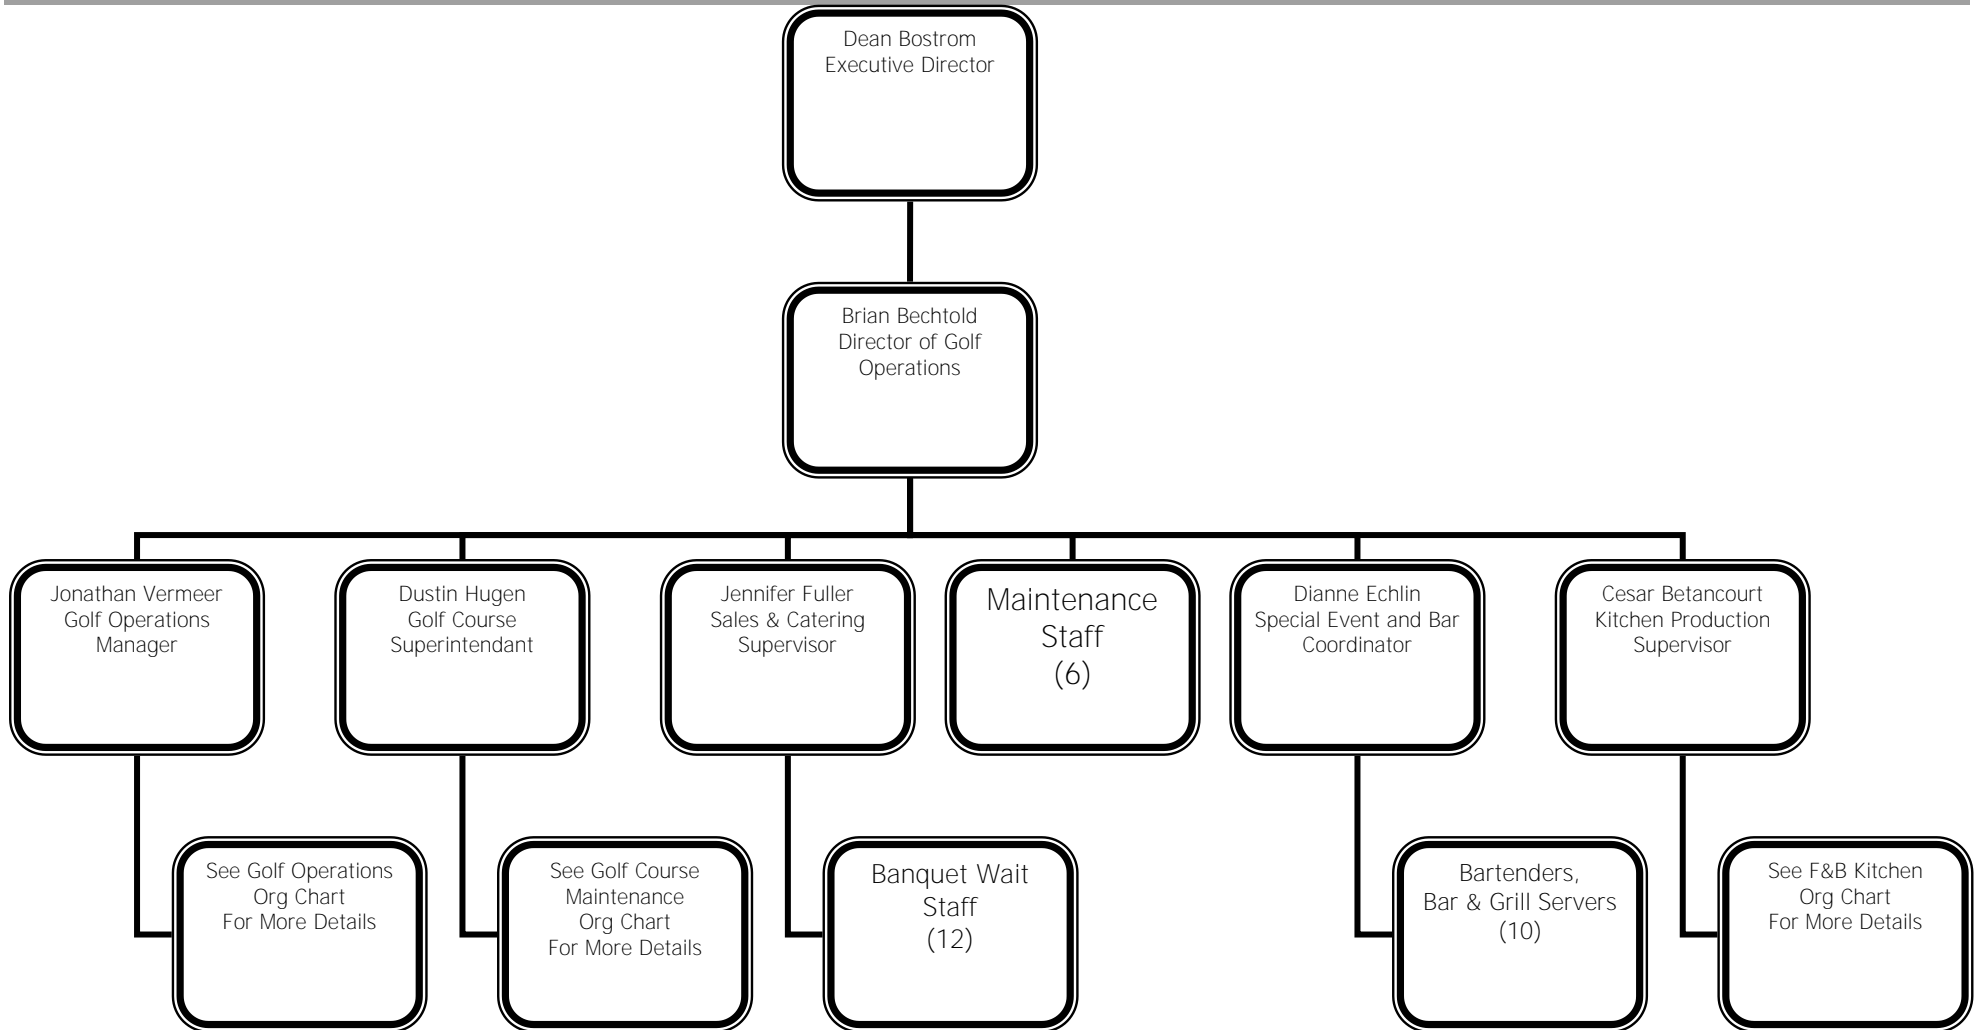 Dean Bostrom
Executive Director
Brian Bechtold
Director of Golf
Operations
Jonathan Vermeer
Golf Operations
Manager
Dustin Hugen
Golf Course
Superintendant
Jennifer Fuller
Sales & Catering
Supervisor
Maintenance
Staff
(6)
Dianne Echlin
Special Event and Bar
Coordinator
Cesar Betancourt
Kitchen Production
Supervisor
See Golf Operations
Org Chart
For More Details
See Golf Course
Maintenance
Org Chart
For More Details
Banquet Wait
Staff
(12)
Bartenders,
Bar & Grill Servers
(10)
See F&B Kitchen
Org Chart
For More Details